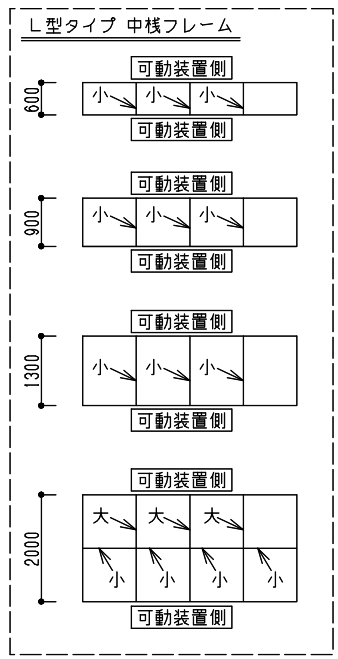 L型タイプ 中桟フレーム
可動装置側
600
小 小 小
可動装置側
可動装置側
900
小 小 小
可動装置側
可動装置側
1300
小 小 小
可動装置側
可動装置側
2000
大 大 大
小 小 小 小
可動装置側